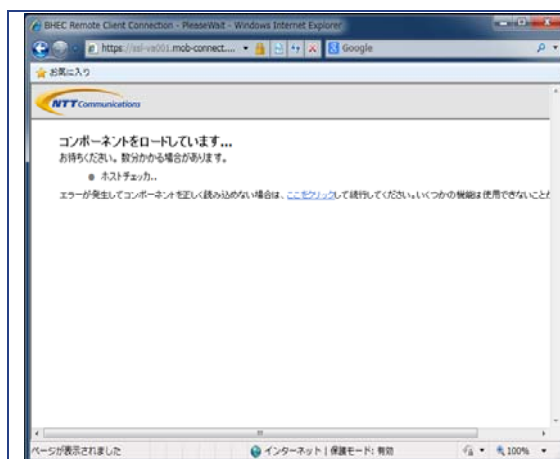 BHEC Remote Client Connection - PleaseWait - Windows Internet Explorer
https://ssl-va001.mob-connect....
Google
お気に入り
NTT Communications
コンポーネントをロードしています...
お待ちください。数分かかる場合があります。
ホストチェッカ..
エラーが発生してコンポーネントを正しく読み込めない場合は、ここをクリックして続行してください。いくつかの機能は使用できないことが
ページが表示されました
インターネット | 保護モード: 有効
100%